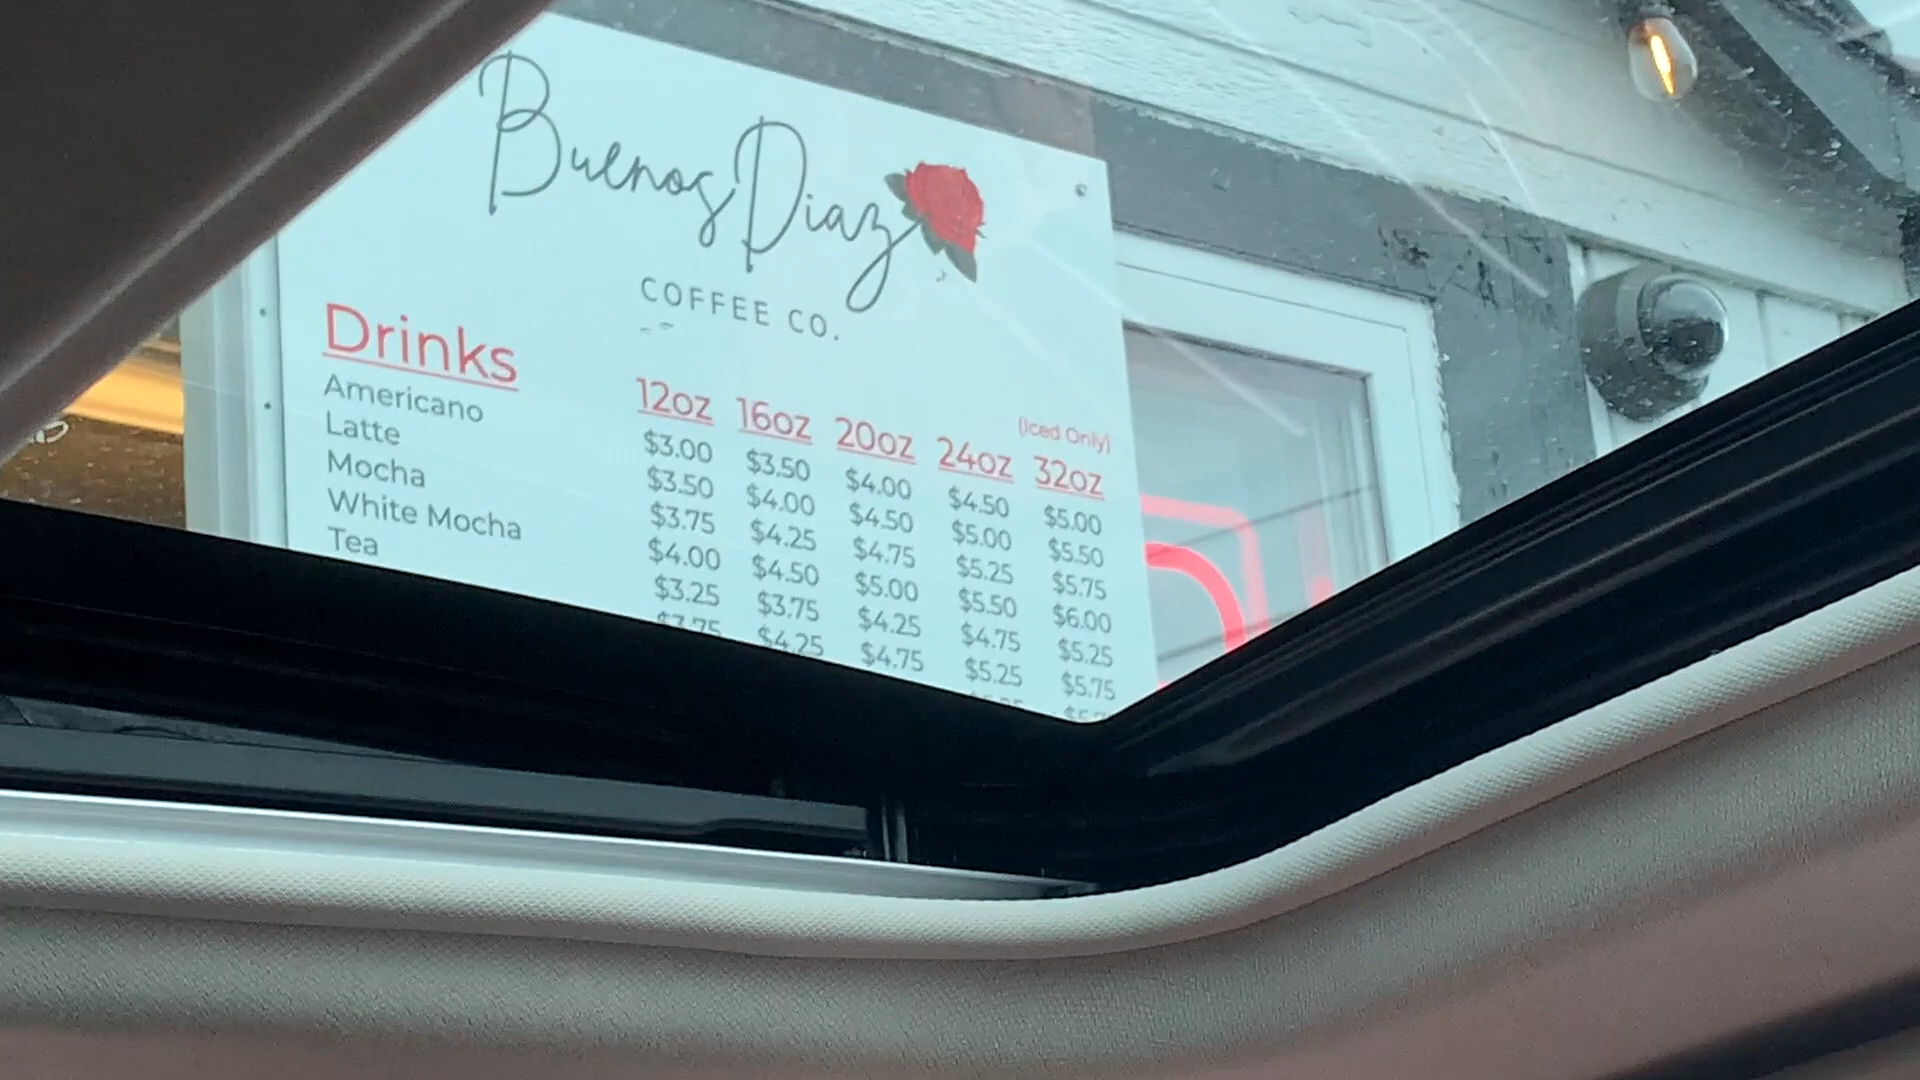 Buenos Diaz
COFFEE CO.
Drinks 12oz 16oz 20oz 24oz (Iced Only) 32oz
Americano $3.00 $3.50 $4.00 $4.50 $5.00
Latte $3.50 $4.00 $4.50 $5.00 $5.50
Mocha $3.75 $4.25 $4.75 $5.25 $5.75
White Mocha $4.00 $4.50 $5.00 $5.50 $6.00
Tea $3.25 $3.75 $4.25 $4.75 $5.25
$3.75 $4.25 $4.75 $5.25 $5.75